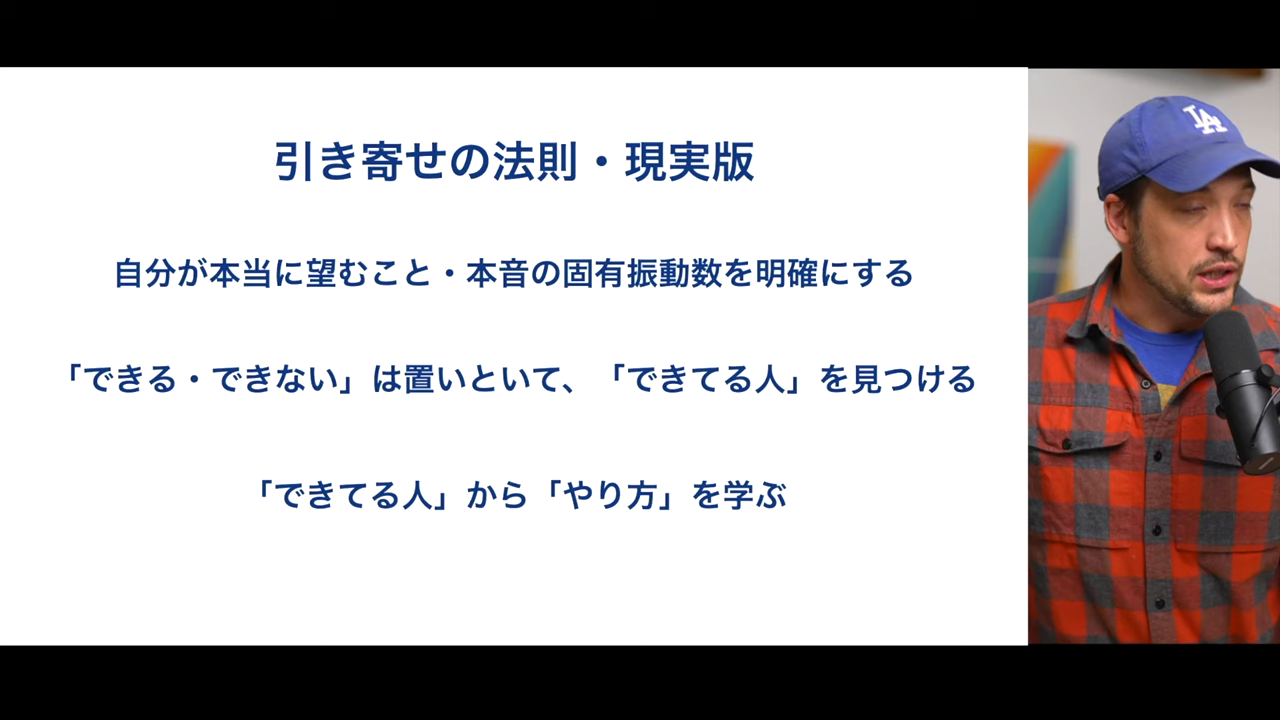 引き寄せの法則・現実版
自分が本当に望むこと・本音の固有振動数を明確にする
「できる・できない」は置いといて、「できてる人」を見つける
「できてる人」から「やり方」を学ぶ
LA